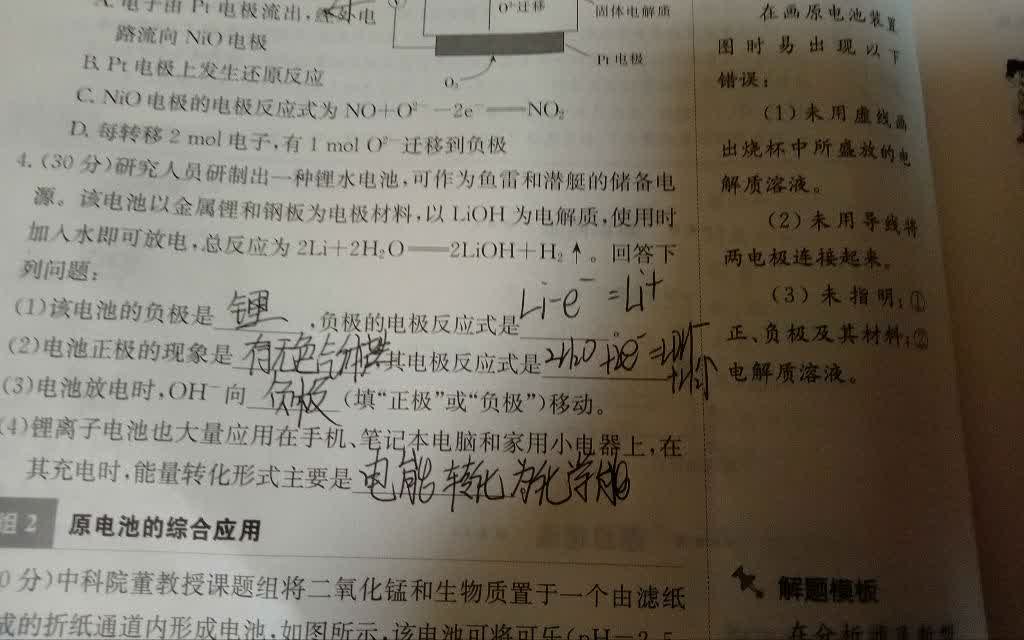 A. 电子由 Pt 电极流出,经外电
路流向 NiO 电极
B. Pt 电极上发生还原反应
C. NiO 电极的电极反应式为 NO+O²⁻−2e⁻══NO₂
D. 每转移 2 mol 电子,有 1 mol O²⁻ 迁移到负极
O²⁻迁移
固体电解质
Pt 电极
O₂
4. (30 分)研究人员研制出一种锂水电池,可作为鱼雷和潜艇的储备电
源。该电池以金属锂和钢板为电极材料,以 LiOH 为电解质,使用时
加入水即可放电,总反应为 2Li+2H₂O══2LiOH+H₂↑。回答下
列问题:
(1)该电池的负极是 锂 ,负极的电极反应式是 Li-e⁻=Li⁺ 。
(2)电池正极的现象是 有无色气 其电极反应式是 2H₂O+2e⁻=2OH⁻
+H₂↑
(3)电池放电时,OH⁻向 负极 (填“正极”或“负极”)移动。
(4)锂离子电池也大量应用在手机、笔记本电脑和家用小电器上,在
其充电时,能量转化形式主要是 电能转化为化学能
组 2 原电池的综合应用
0 分)中科院董教授课题组将二氧化锰和生物质置于一个由滤纸
成的折纸通道内形成电池,如图所示,该电池可将可乐(pH=2.5
在画原电池装置
图时易出现以下
错误:
(1)未用虚线画
出烧杯中所盛放的电
解质溶液。
(2)未用导线将
两电极连接起来。
(3)未指明:①
正、负极及其材料;②
电解质溶液。
解题模板
在分析